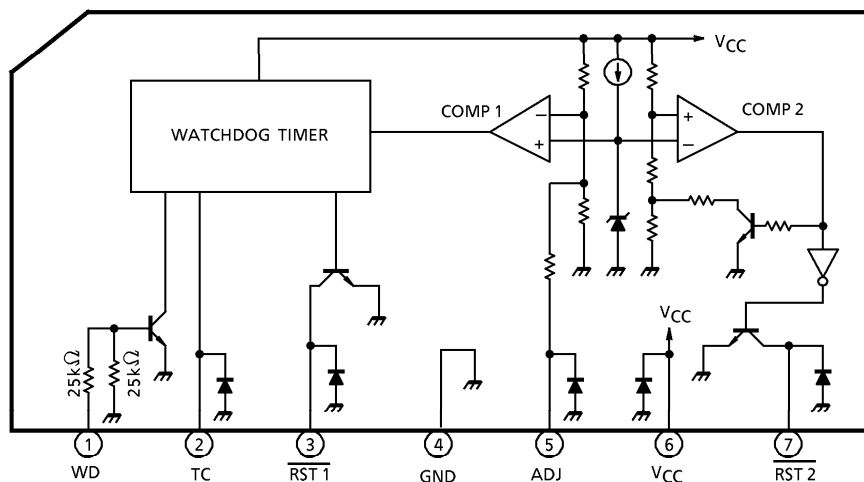 VCC
COMP 1
COMP 2
WATCHDOG TIMER
−
+
+
−
VCC
25kΩ
25kΩ
1
2
3
4
5
6
7
WD
TC
RST 1
GND
ADJ
VCC
RST 2